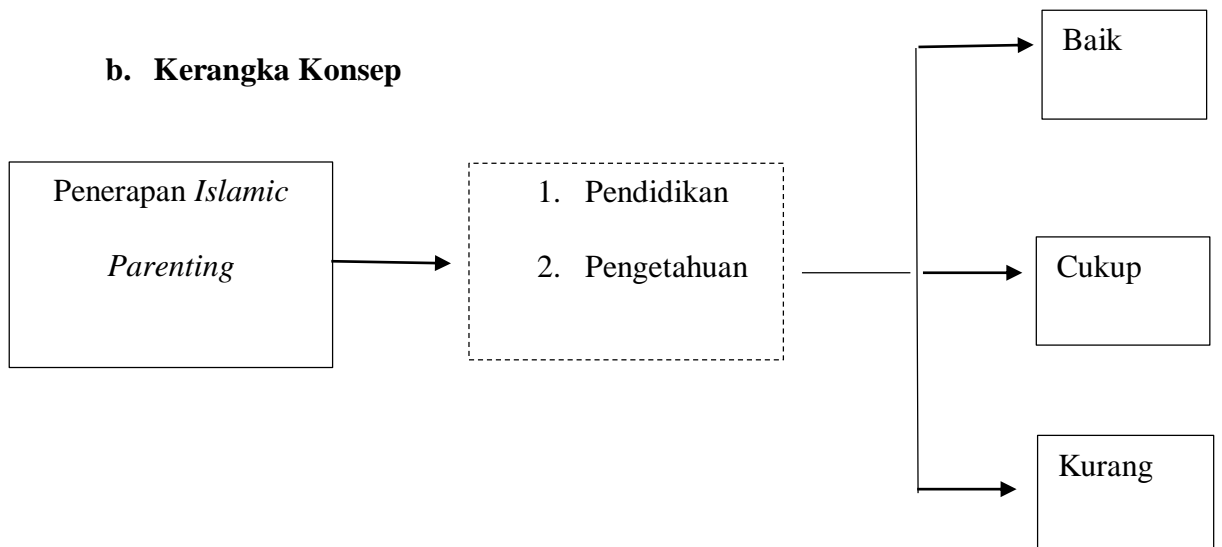 b. Kerangka Konsep
Penerapan Islamic
Parenting
1. Pendidikan
2. Pengetahuan
Baik
Cukup
Kurang